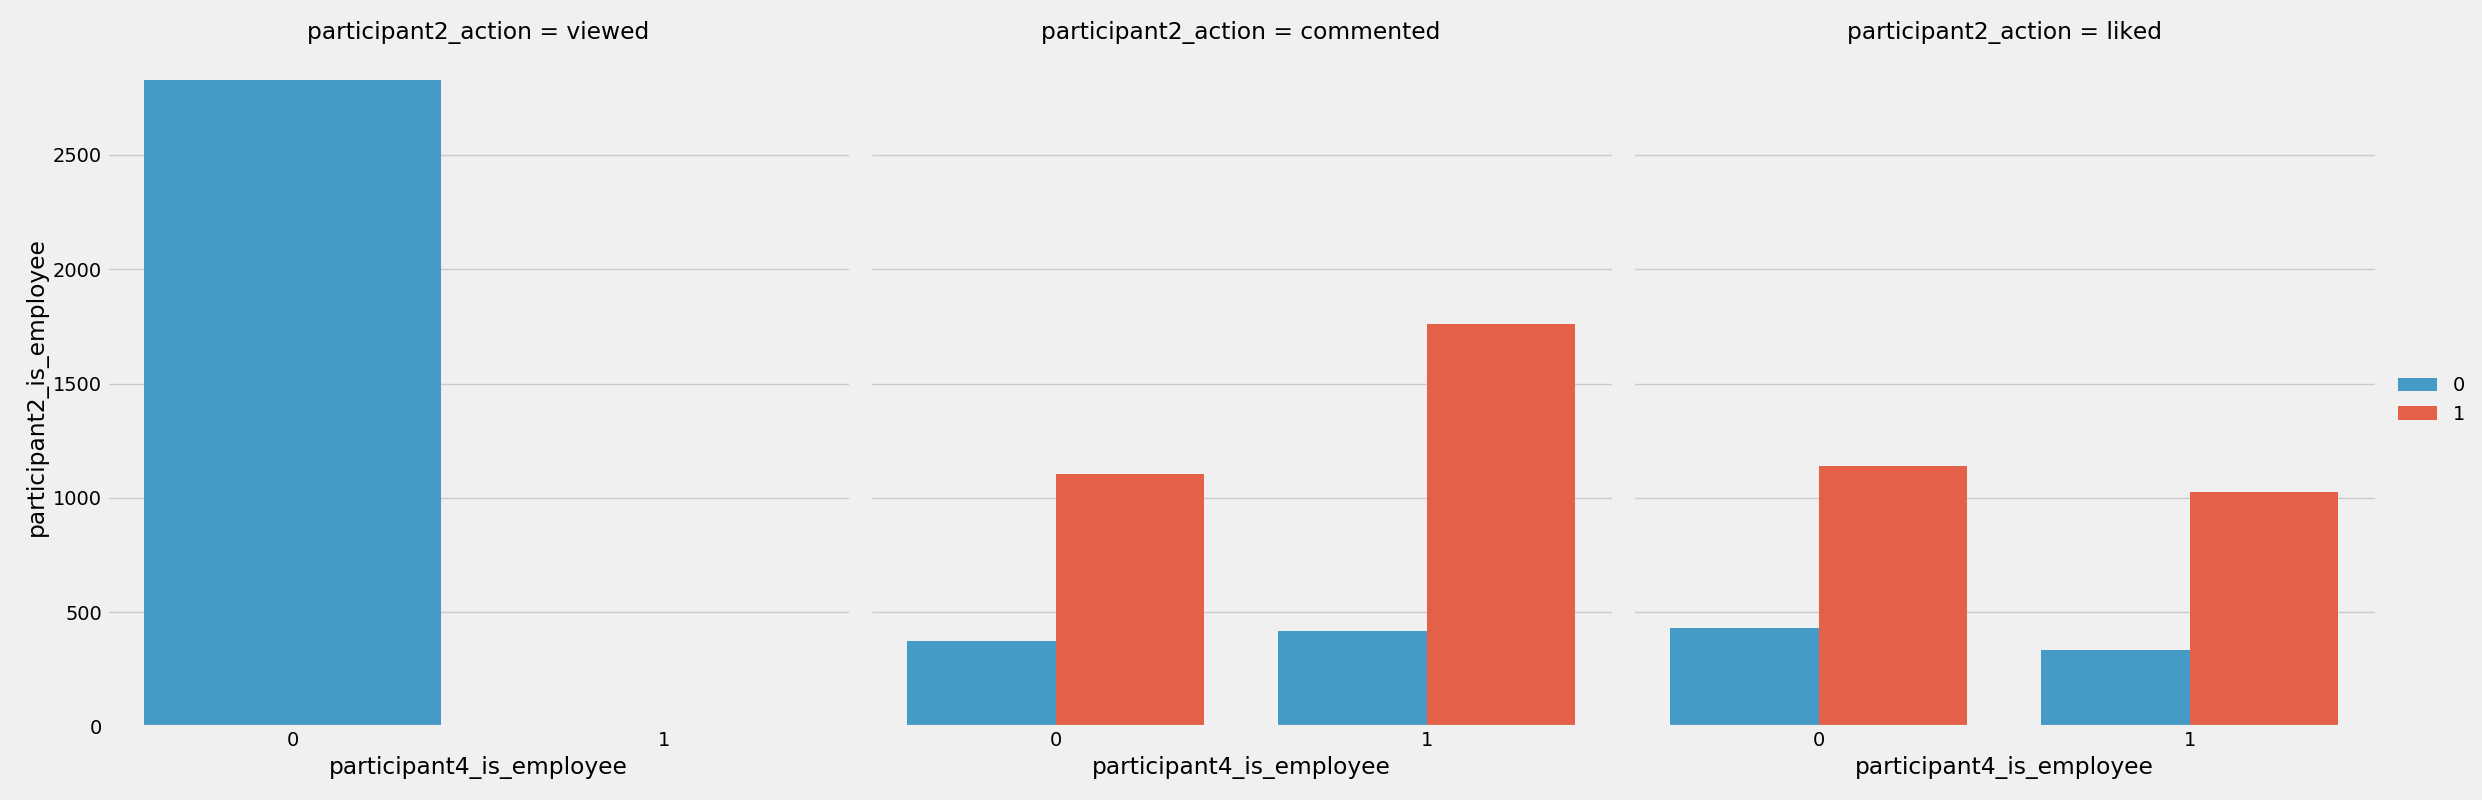 participant2_action = viewed
participant2_action = commented
participant2_action = liked
participant2_is_employee
2500
2000
1500
1000
500
0
0 1
0 1
0 1
participant4_is_employee
participant4_is_employee
participant4_is_employee
0
1